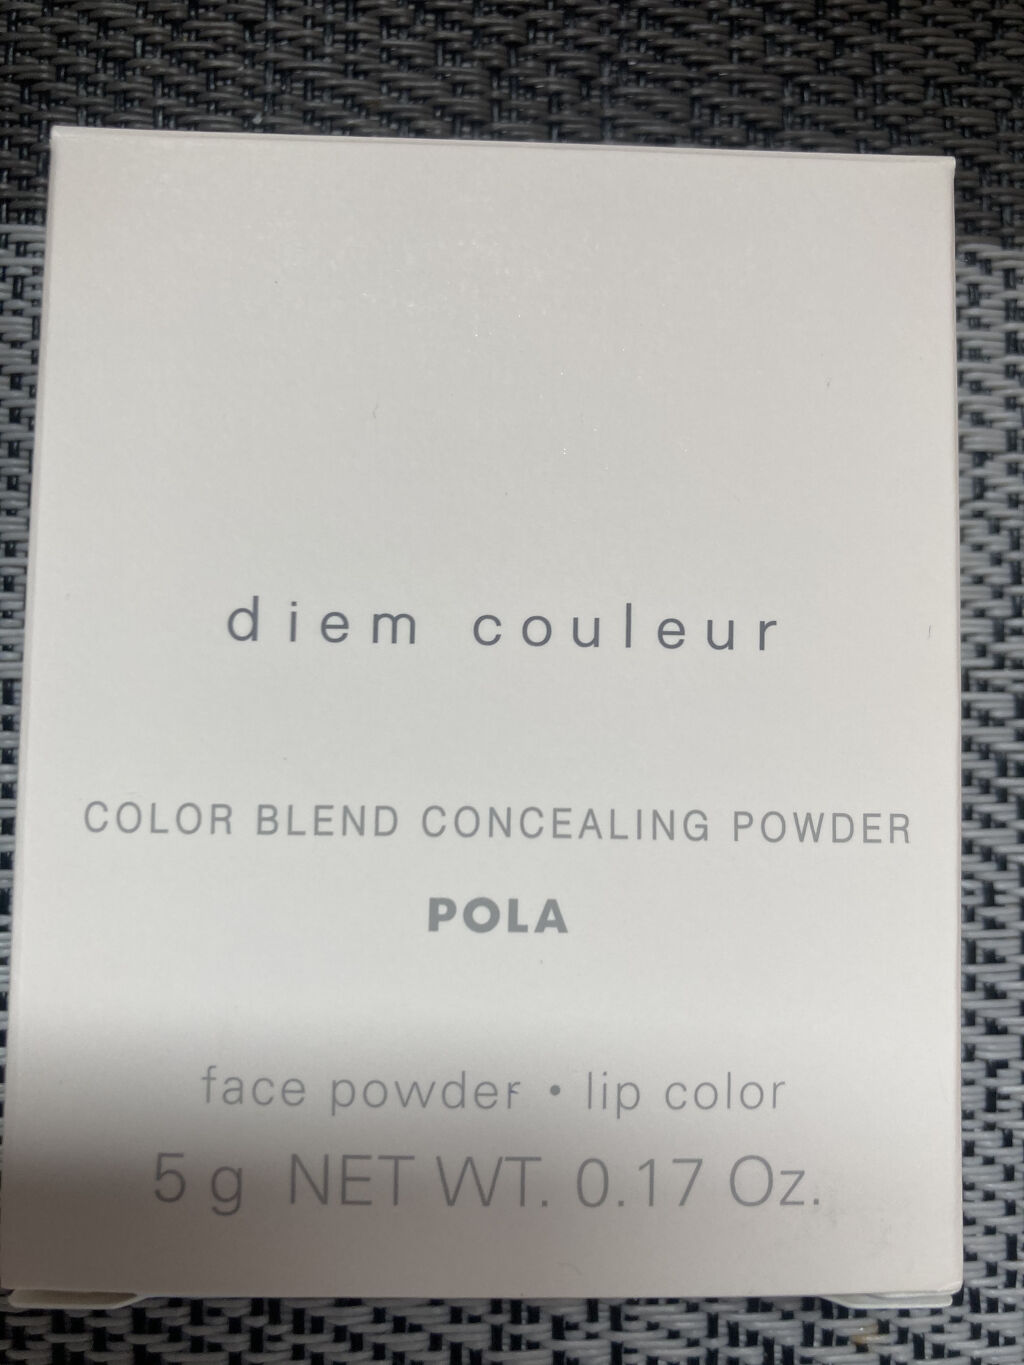 diem couleur
COLOR BLEND CONCEALING POWDER
POLA
face powder・lip color
5 g NET WT. 0.17 Oz.